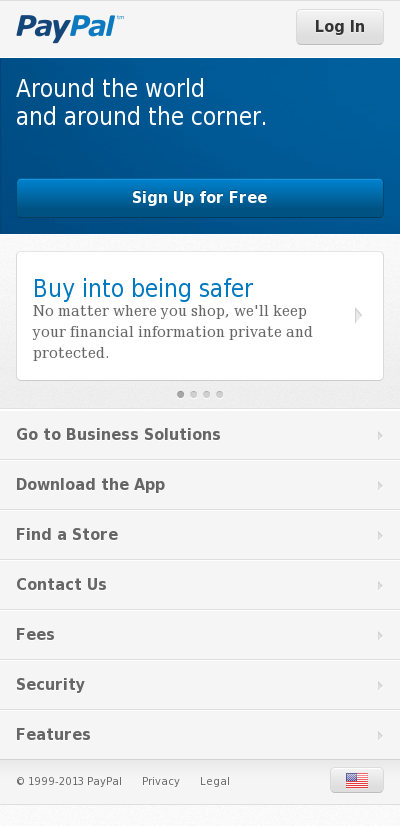 PayPal™
Log In
Around the world
and around the corner.
Sign Up for Free
Buy into being safer
No matter where you shop, we'll keep
your financial information private and
protected.
Go to Business Solutions
Download the App
Find a Store
Contact Us
Fees
Security
Features
© 1999-2013 PayPal Privacy Legal